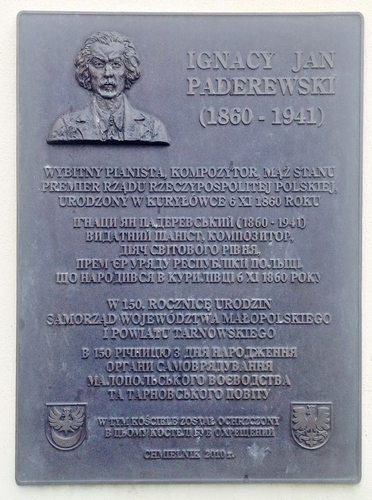 IGNACY JAN
PADEREWSKI
(1860 - 1941)
WYBITNY PIANISTA, KOMPOZYTOR, MĄŻ STANU
PREMIER RZĄDU RZECZYPOSPOLITEJ POLSKIEJ,
URODZONY W KURYŁÓWCE 6 XI 1860 ROKU
ІГНАЦИ ЯН ПАДЕРЕВСЬКИЙ (1860 - 1941)
ВИДАТНИЙ ПІАНІСТ, КОМПОЗИТОР,
ДІЯЧ СВІТОВОГО РІВНЯ,
ПРЕМ'ЄР УРЯДУ РЕСПУБЛІКИ ПОЛЬЩІ,
ЩО НАРОДИВСЯ В КУРИЛІВЦІ 6 XI 1860 РОКУ
W 150. ROCZNICĘ URODZIN
SAMORZĄD WOJEWÓDZTWA MAŁOPOLSKIEGO
I POWIATU TARNOWSKIEGO
В 150 РІЧНИЦЮ З ДНЯ НАРОДЖЕННЯ
ОРГАНИ САМОВРЯДУВАННЯ
МАЛОПОЛЬСЬКОГО ВОЄВОДСТВА
ТА ТАРНОВСЬКОГО ПОВІТУ
W TYM KOŚCIELE ZOSTAŁ OCHRZCZONY
В ЦЬОМУ КОСТЕЛІ БУВ ОХРЕЩЕНИЙ
CHMIELNIK 2010 r.